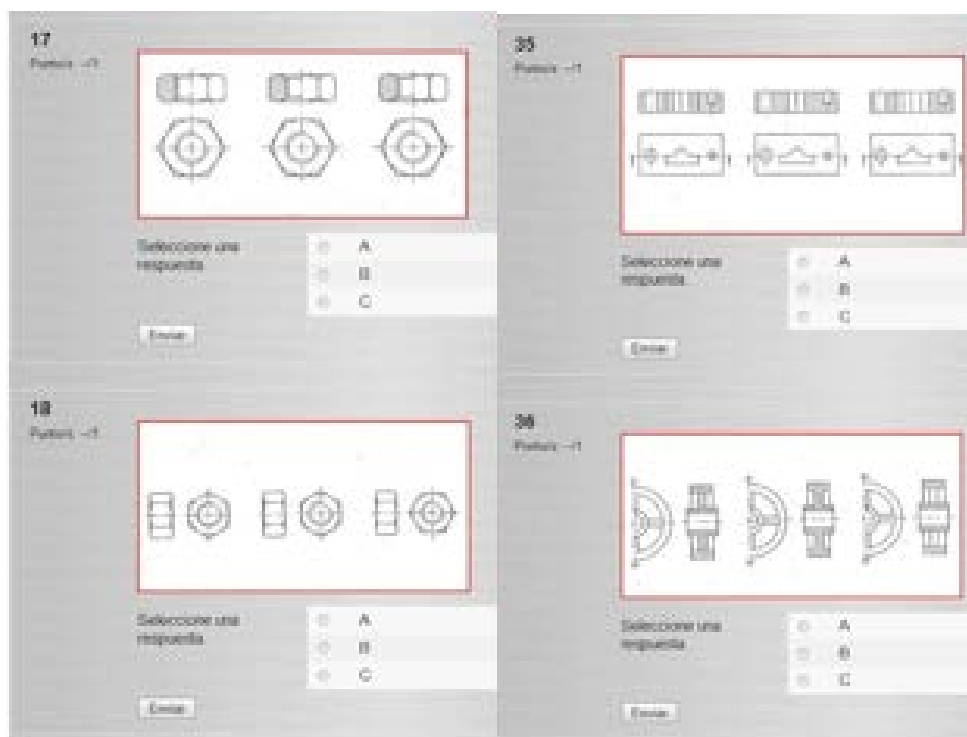 17
Seleccione una
respuesta
A
B
C
Enviar
18
Seleccione una
respuesta
A
B
C
Enviar
35
Seleccione una
respuesta
A
B
C
Enviar
36
Seleccione una
respuesta
A
B
C
Enviar